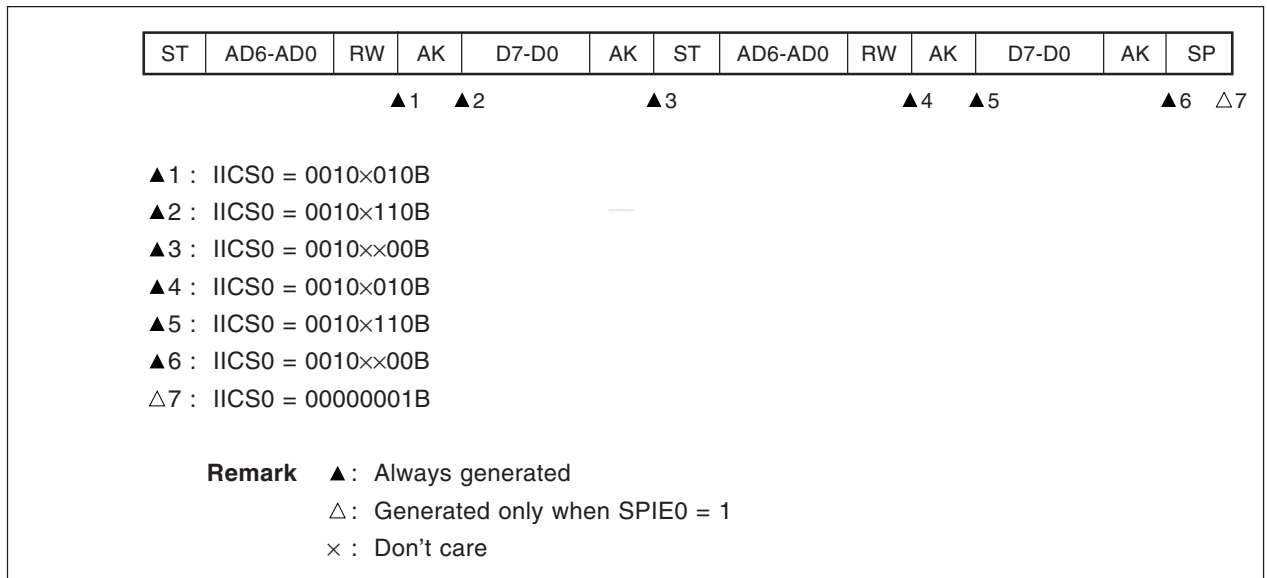 ST AD6-AD0 RW AK D7-D0 AK ST AD6-AD0 RW AK D7-D0 AK SP
▲1 ▲2 ▲3 ▲4 ▲5 ▲6 △7
▲1 : IICS0 = 0010×010B
▲2 : IICS0 = 0010×110B
▲3 : IICS0 = 0010××00B
▲4 : IICS0 = 0010×010B
▲5 : IICS0 = 0010×110B
▲6 : IICS0 = 0010××00B
△7 : IICS0 = 00000001B
Remark ▲: Always generated
△: Generated only when SPIE0 = 1
× : Don't care